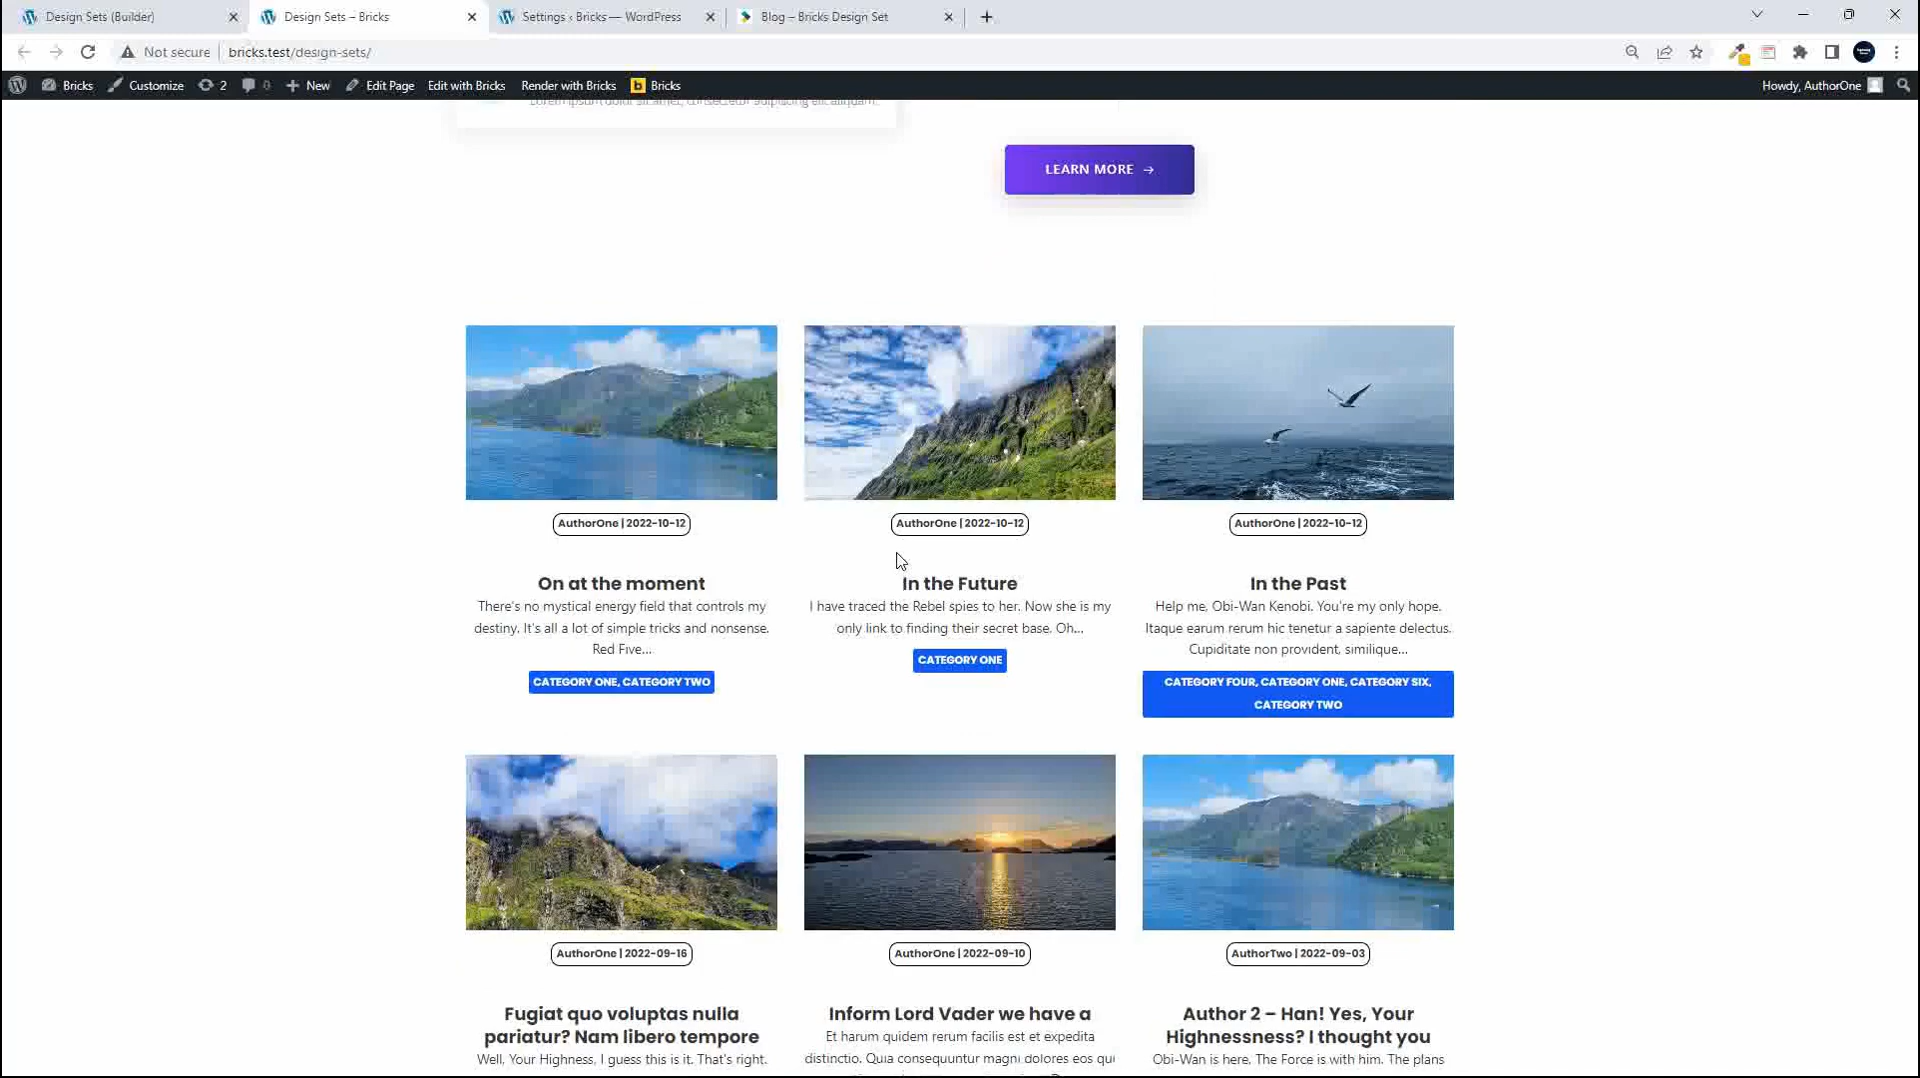 Design Sets (Builder)
Design Sets – Bricks
Settings ‹ Bricks — WordPress
Blog – Bricks Design Set
Not secure
bricks.test/design-sets/
Bricks
Customize
2
0
New
Edit Page
Edit with Bricks
Render with Bricks
b Bricks
Howdy, AuthorOne
Lorem ipsum dolor sit amet, consectetur adipiscing elit aliquam.
LEARN MORE →
AuthorOne | 2022-10-12
AuthorOne | 2022-10-12
AuthorOne | 2022-10-12
On at the moment
There's no mystical energy field that controls my
destiny. It's all a lot of simple tricks and nonsense.
Red Five...
CATEGORY ONE, CATEGORY TWO
In the Future
I have traced the Rebel spies to her. Now she is my
only link to finding their secret base. Oh...
CATEGORY ONE
In the Past
Help me, Obi-Wan Kenobi. You're my only hope.
Itaque earum rerum hic tenetur a sapiente delectus.
Cupiditate non provident, similique...
CATEGORY FOUR, CATEGORY ONE, CATEGORY SIX,
CATEGORY TWO
AuthorOne | 2022-09-16
AuthorOne | 2022-09-10
AuthorTwo | 2022-09-03
Fugiat quo voluptas nulla
pariatur? Nam libero tempore
Well, Your Highness, I guess this is it. That's right.
Inform Lord Vader we have a
Et harum quidem rerum facilis est et expedita
distinctio. Quia consequuntur magni dolores eos qui
Author 2 – Han! Yes, Your
Highnessness? I thought you
Obi-Wan is here. The Force is with him. The plans